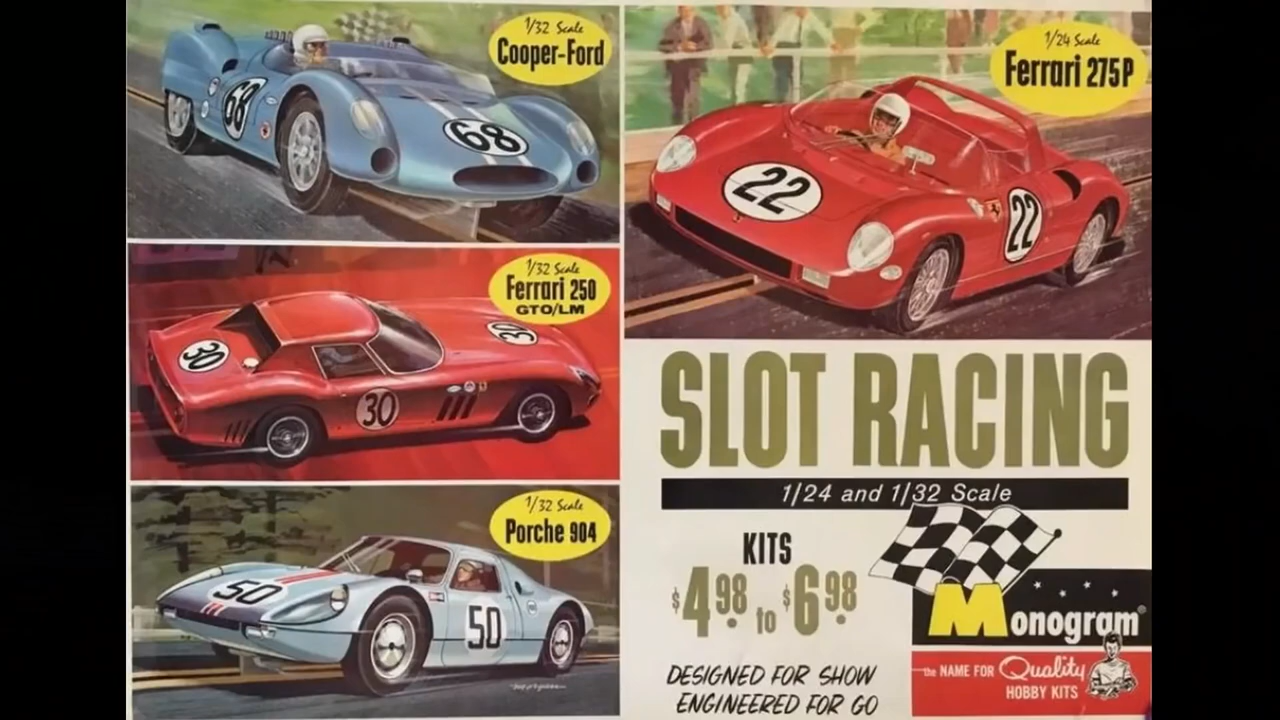 1/32 Scale
Cooper-Ford
68
68
1/24 Scale
Ferrari 275P
22
22
1/32 Scale
Ferrari 250
GTO/LM
30
30
30
1/32 Scale
Porche 904
50
50
SLOT RACING
1/24 and 1/32 Scale
KITS
$4.98 to $6.98
DESIGNED FOR SHOW
ENGINEERED FOR GO
Monogram®
the NAME FOR Quality
HOBBY KITS